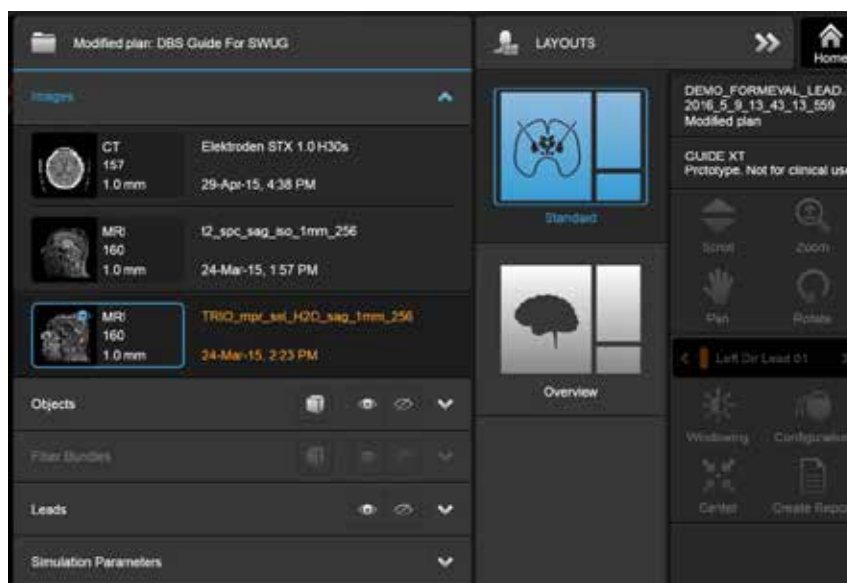 Modified plan: DBS Guide For SWUG
LAYOUTS
Home
Images
CT
157
1.0 mm
Elektroden STX 1.0 H30s
29-Apr-15, 4:38 PM
MRI
160
1.0 mm
t2_spc_sag_iso_1mm_256
24-Mar-15, 1:57 PM
MRI
160
1.0 mm
TRIO_mpr_sel_H2O_sag_1mm_256
24-Mar-15, 2:23 PM
Objects
Fiber Bundles
Leads
Simulation Parameters
Standard
Overview
DEMO_FORMEVAL_LEAD...
2016_5_9_13_43_13_559
Modified plan
GUIDE XT
Prototype. Not for clinical use
Scroll
Zoom
Pan
Rotate
Left Dir Lead 01
Windowing
Configuration
Center
Create Repo